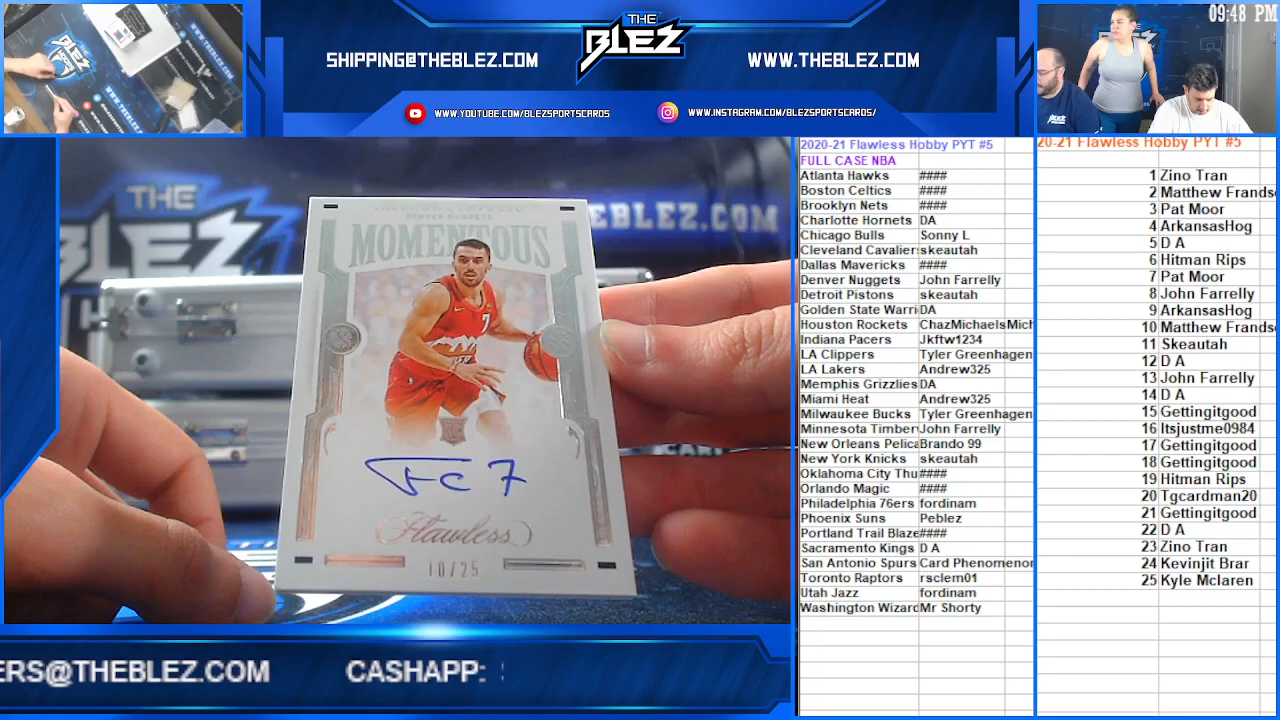 09:48 PM
THE
BLEZ
SHIPPING@THEBLEZ.COM
WWW.THEBLEZ.COM
WWW.YOUTUBE.COM/BLEZSPORTSCARDS
WWW.INSTAGRAM.COM/BLEZSPORTSCARDS/
THE
BLEZ
EBLEZ.COM
DENVER NUGGETS
MOMENTOUS
7
FC7
Flawless
10/25
2020-21 Flawless Hobby PYT #5
FULL CASE NBA
Atlanta Hawks ####
Boston Celtics ####
Brooklyn Nets ####
Charlotte Hornets DA
Chicago Bulls Sonny L
Cleveland Cavaliers skeautah
Dallas Mavericks ####
Denver Nuggets John Farrelly
Detroit Pistons skeautah
Golden State Warri DA
Houston Rockets ChazMichaelsMich
Indiana Pacers Jkftw1234
LA Clippers Tyler Greenhagen
LA Lakers Andrew325
Memphis Grizzlies DA
Miami Heat Andrew325
Milwaukee Bucks Tyler Greenhagen
Minnesota Timber John Farrelly
New Orleans Pelica Brando 99
New York Knicks skeautah
Oklahoma City Thu ####
Orlando Magic ####
Philadelphia 76ers fordinam
Phoenix Suns Peblez
Portland Trail Blaze ####
Sacramento Kings D A
San Antonio Spurs Card Phenomenon
Toronto Raptors rsclem01
Utah Jazz fordinam
Washington Wizard Mr Shorty
20-21 Flawless Hobby PYT #5
1 Zino Tran
2 Matthew Frands
3 Pat Moor
4 ArkansasHog
5 D A
6 Hitman Rips
7 Pat Moor
8 John Farrelly
9 ArkansasHog
10 Matthew Frands
11 Skeautah
12 D A
13 John Farrelly
14 D A
15 Gettingitgood
16 Itsjustme0984
17 Gettingitgood
18 Gettingitgood
19 Hitman Rips
20 Tgcardman20
21 Gettingitgood
22 D A
23 Zino Tran
24 Kevinjit Brar
25 Kyle Mclaren
ERS@THEBLEZ.COM CASHAPP: